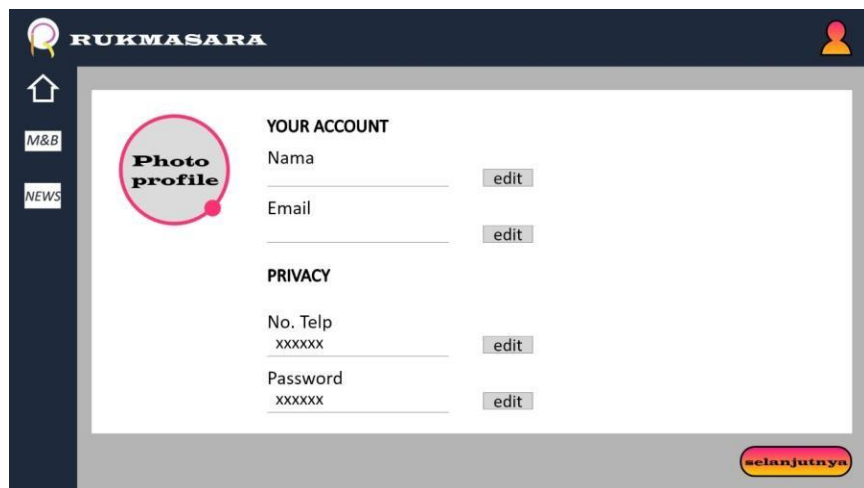 RUKMASARA
M&B
NEWS
Photo
profile
YOUR ACCOUNT
Nama
edit
Email
edit
PRIVACY
No. Telp
xxxxxx
edit
Password
xxxxxx
edit
selanjutnya